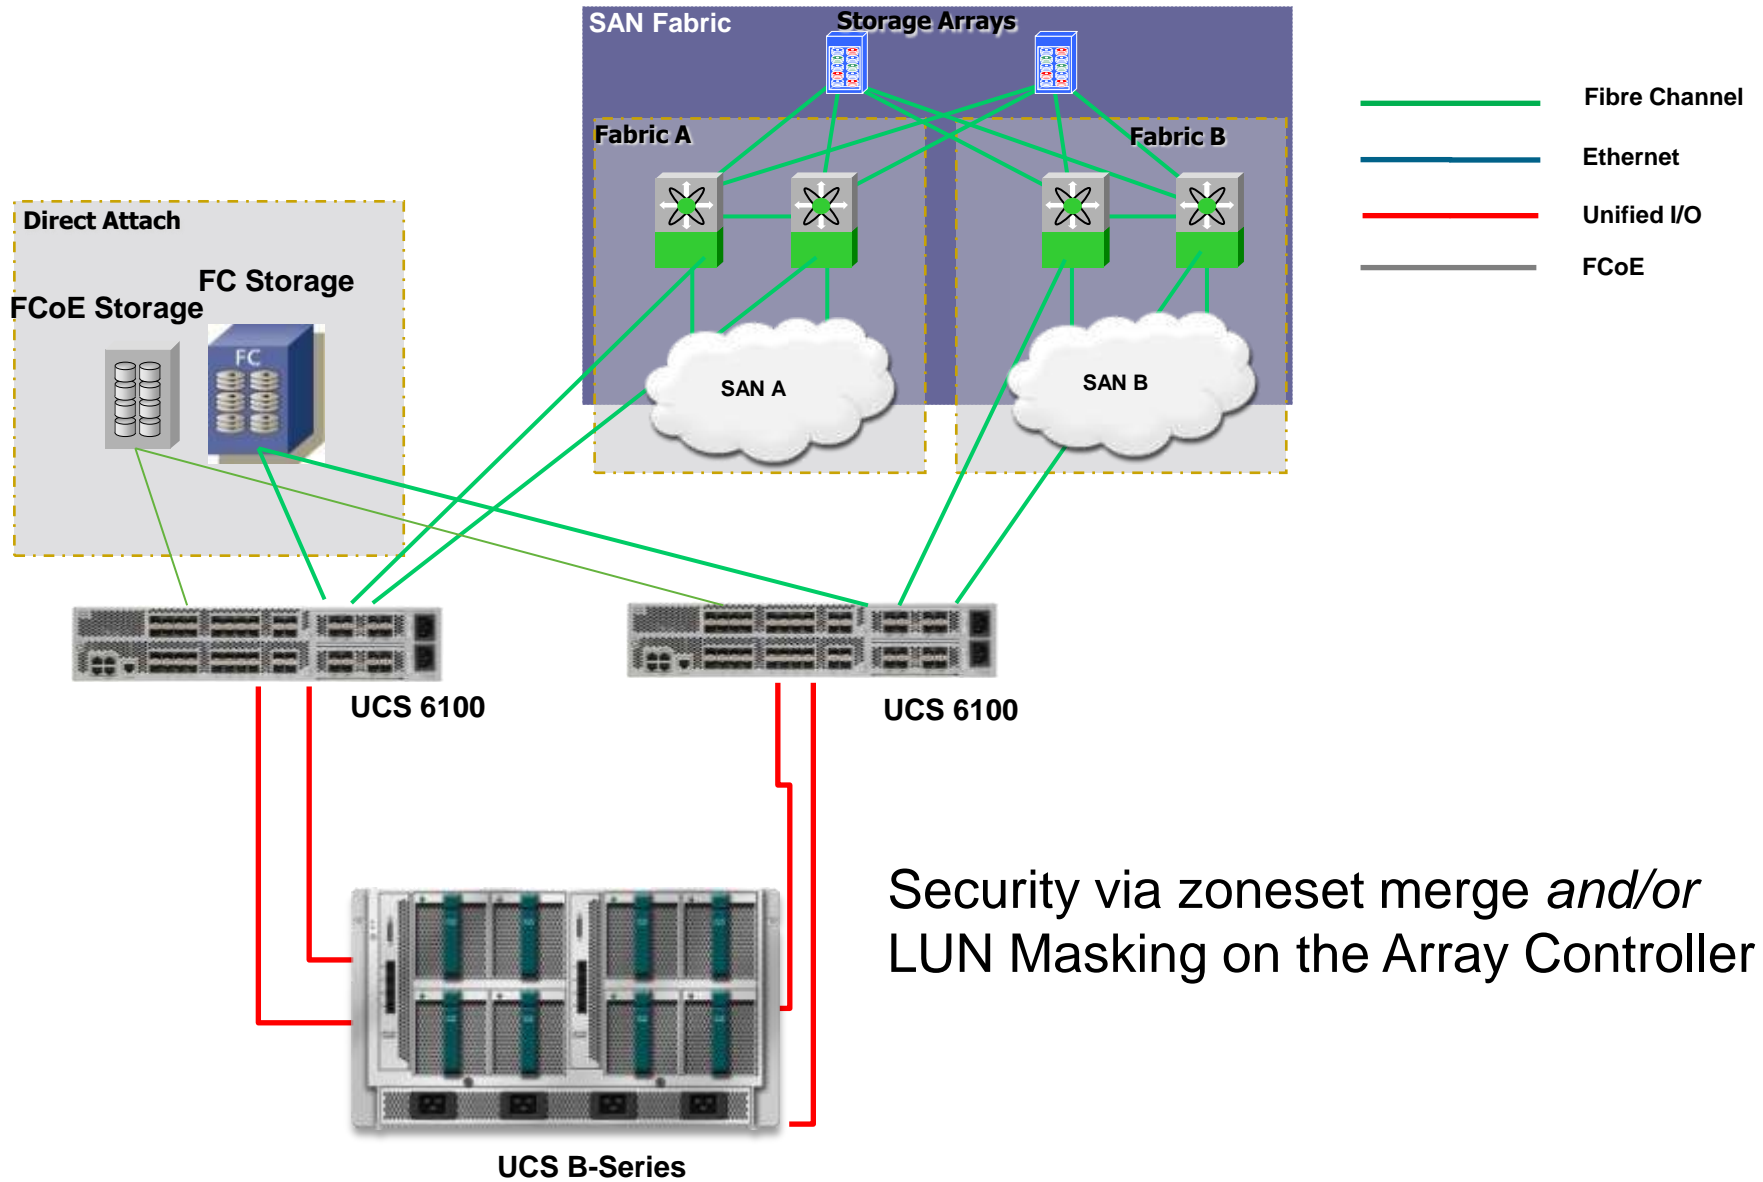 SAN Fabric
Storage Arrays
Fibre Channel
Fabric A
Fabric B
Ethernet
Direct Attach
Unified I/O
FC Storage
FCoE
FCoE Storage
FC
SAN A
SAN B
UCS 6100
UCS 6100
Security via zoneset merge and/or
LUN Masking on the Array Controller
UCS B-Series